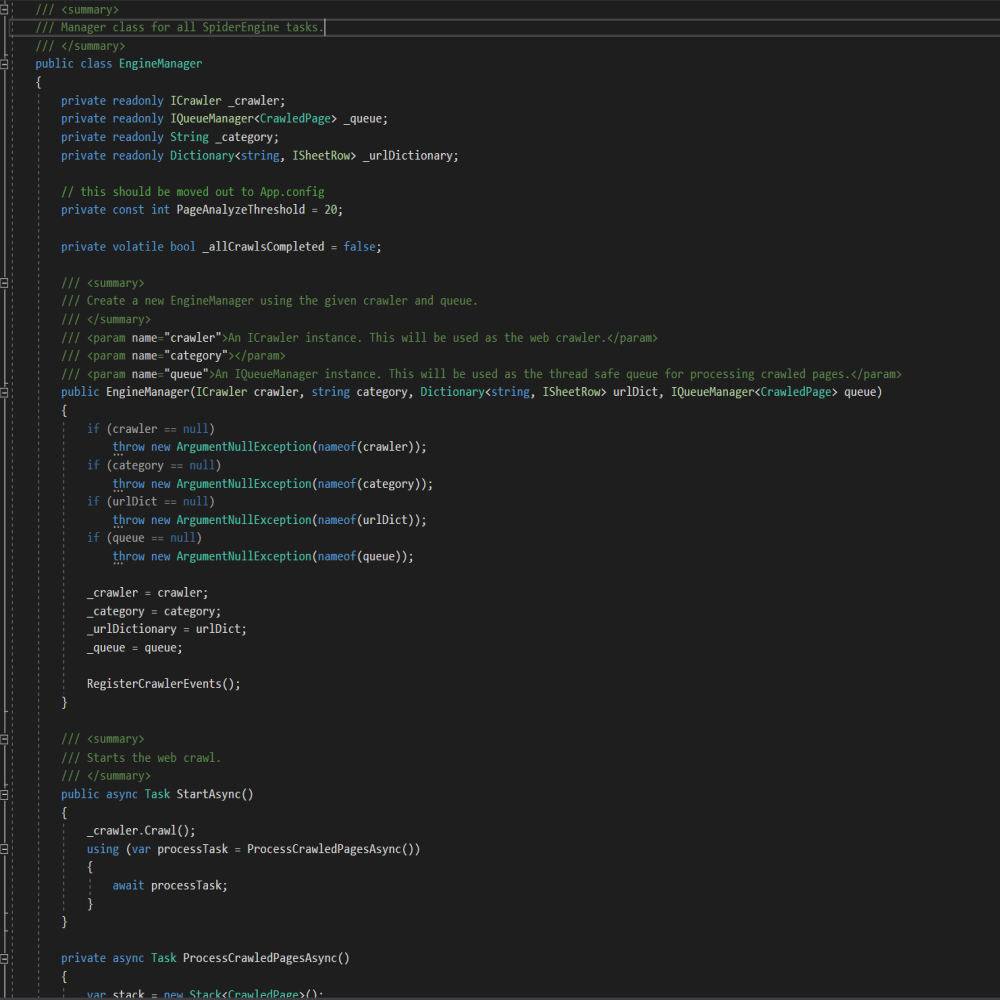 /// <summary>
/// Manager class for all SpiderEngine tasks.
/// </summary>
public class EngineManager
{
private readonly ICrawler _crawler;
private readonly IQueueManager<CrawledPage> _queue;
private readonly String _category;
private readonly Dictionary<string, ISheetRow> _urlDictionary;
// this should be moved out to App.config
private const int PageAnalyzeThreshold = 20;
private volatile bool _allCrawlsCompleted = false;
/// <summary>
/// Create a new EngineManager using the given crawler and queue.
/// </summary>
/// <param name="crawler">An ICrawler instance. This will be used as the web crawler.</param>
/// <param name="category"></param>
/// <param name="queue">An IQueueManager instance. This will be used as the thread safe queue for processing crawled pages.</param>
public EngineManager(ICrawler crawler, string category, Dictionary<string, ISheetRow> urlDict, IQueueManager<CrawledPage> queue)
{
if (crawler == null)
throw new ArgumentNullException(nameof(crawler));
if (category == null)
throw new ArgumentNullException(nameof(category));
if (urlDict == null)
throw new ArgumentNullException(nameof(urlDict));
if (queue == null)
throw new ArgumentNullException(nameof(queue));
_crawler = crawler;
_category = category;
_urlDictionary = urlDict;
_queue = queue;
RegisterCrawlerEvents();
}
/// <summary>
/// Starts the web crawl.
/// </summary>
public async Task StartAsync()
{
_crawler.Crawl();
using (var processTask = ProcessCrawledPagesAsync())
{
await processTask;
}
}
private async Task ProcessCrawledPagesAsync()
{
var stack = new Stack<CrawledPage>();